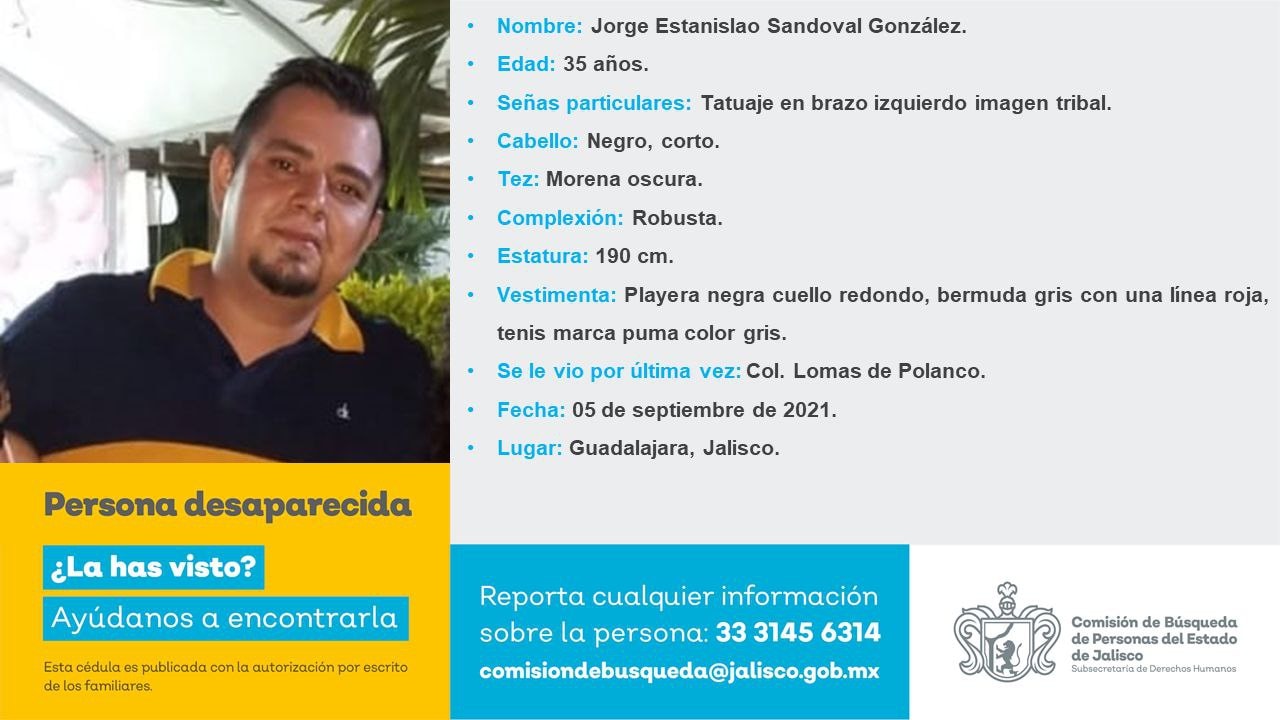 • Nombre: Jorge Estanislao Sandoval González.
• Edad: 35 años.
• Señas particulares: Tatuaje en brazo izquierdo imagen tribal.
• Cabello: Negro, corto.
• Tez: Morena oscura.
• Complexión: Robusta.
• Estatura: 190 cm.
• Vestimenta: Playera negra cuello redondo, bermuda gris con una línea roja,
tenis marca puma color gris.
• Se le vio por última vez: Col. Lomas de Polanco.
• Fecha: 05 de septiembre de 2021.
• Lugar: Guadalajara, Jalisco.
Persona desaparecida
¿La has visto?
Ayúdanos a encontrarla
Esta cédula es publicada con la autorización por escrito
de los familiares.
Reporta cualquier información
sobre la persona: 33 3145 6314
comisiondebusqueda@jalisco.gob.mx
Comisión de Búsqueda
de Personas del Estado
de Jalisco
Subsecretaría de Derechos Humanos